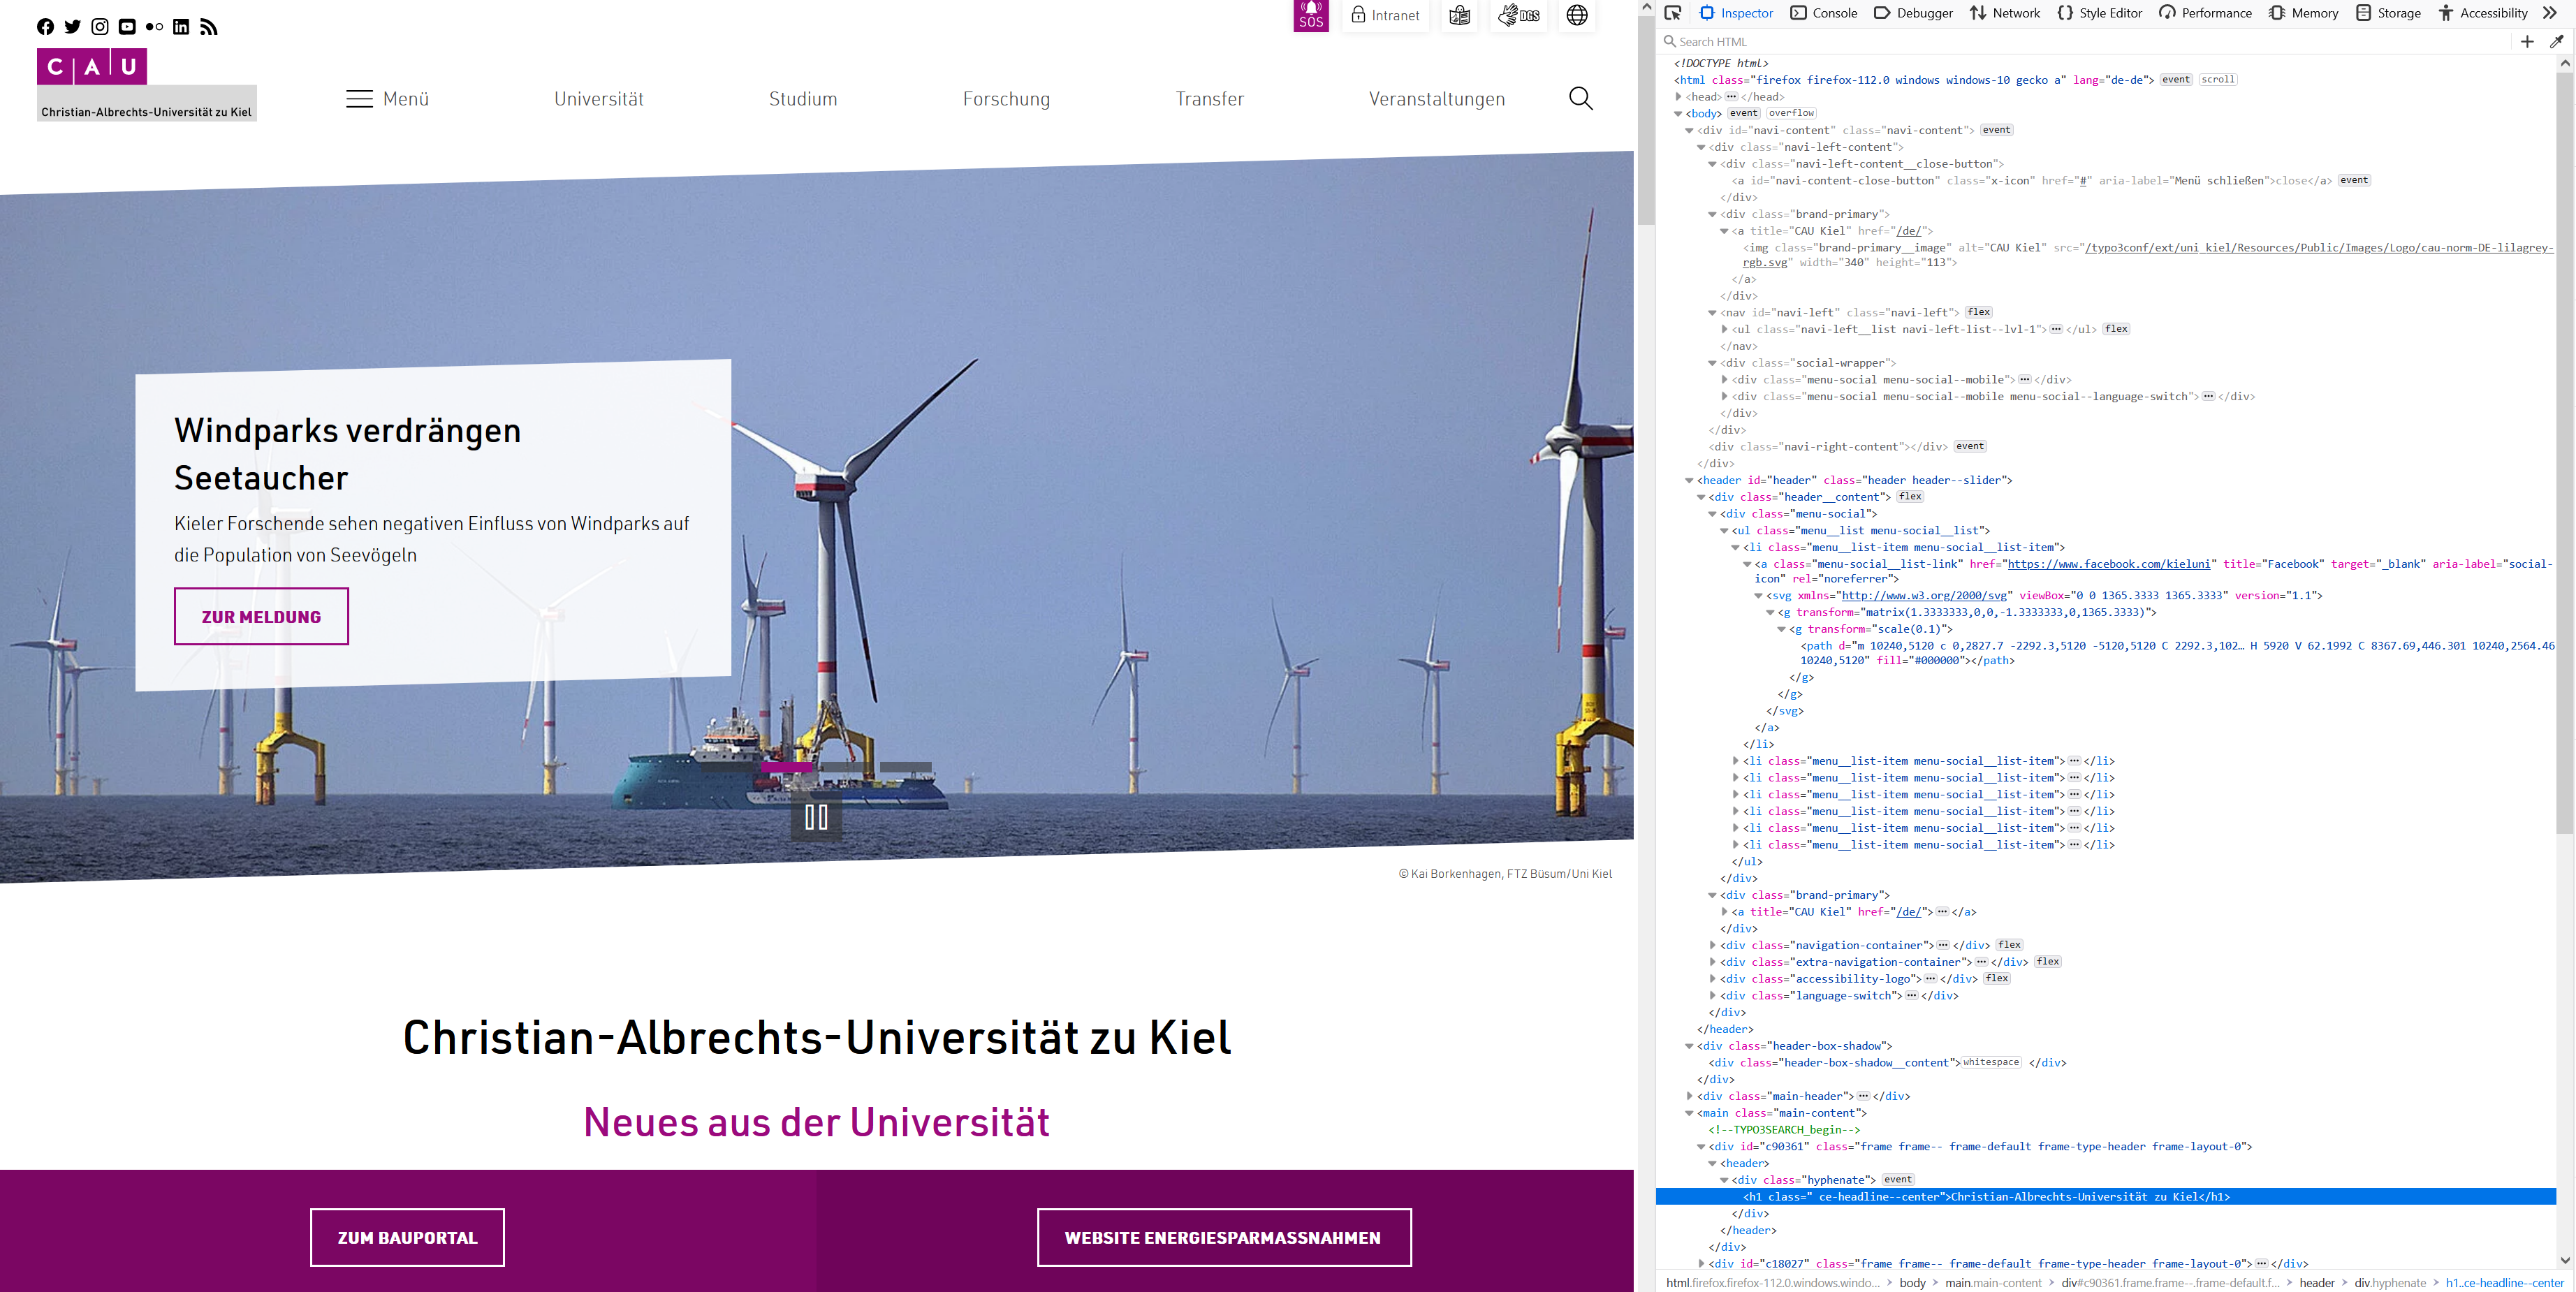 SOS
Intranet
DGS
C A U
Christian-Albrechts-Universität zu Kiel
Menü
Universität
Studium
Forschung
Transfer
Veranstaltungen
Windparks verdrängen
Seetaucher
Kieler Forschende sehen negativen Einfluss von Windparks auf
die Population von Seevögeln
ZUR MELDUNG
© Kai Borkenhagen, FTZ Büsum/Uni Kiel
Christian-Albrechts-Universität zu Kiel
Neues aus der Universität
ZUM BAUPORTAL
WEBSITE ENERGIESPARMASSNAHMEN
Inspector Console Debugger Network Style Editor Performance Memory Storage Accessibility
Search HTML
<!DOCTYPE html>
<html class="firefox firefox-112.0 windows windows-10 gecko a" lang="de-de"> event scroll
<head> ••• </head>
<body> event overflow
<div id="navi-content" class="navi-content"> event
<div class="navi-left-content">
<div class="navi-left-content__close-button">
<a id="navi-content-close-button" class="x-icon" href="#" aria-label="Menü schließen">close</a> event
</div>
<div class="brand-primary">
<a title="CAU Kiel" href="/de/">
<img class="brand-primary__image" alt="CAU Kiel" src="/typo3conf/ext/uni_kiel/Resources/Public/Images/Logo/cau-norm-DE-lilagrey-
rgb.svg" width="340" height="113">
</a>
</div>
<nav id="navi-left" class="navi-left"> flex
<ul class="navi-left__list navi-left-list--lvl-1"> ••• </ul> flex
</nav>
<div class="social-wrapper">
<div class="menu-social menu-social--mobile"> ••• </div>
<div class="menu-social menu-social--mobile menu-social--language-switch"> ••• </div>
</div>
</div>
<div class="navi-right-content"></div> event
</div>
<header id="header" class="header header--slider">
<div class="header__content"> flex
<div class="menu-social">
<ul class="menu__list menu-social__list">
<li class="menu__list-item menu-social__list-item">
<a class="menu-social__list-link" href="https://www.facebook.com/kieluni" title="Facebook" target="_blank" aria-label="social-
icon" rel="noreferrer">
<svg xmlns="http://www.w3.org/2000/svg" viewBox="0 0 1365.3333 1365.3333" version="1.1">
<g transform="matrix(1.3333333,0,0,-1.3333333,0,1365.3333)">
<g transform="scale(0.1)">
<path d="m 10240,5120 c 0,2827.7 -2292.3,5120 -5120,5120 C 2292.3,102… H 5920 V 62.1992 C 8367.69,446.301 10240,2564.46
10240,5120" fill="#000000"></path>
</g>
</g>
</svg>
</a>
</li>
<li class="menu__list-item menu-social__list-item"> ••• </li>
<li class="menu__list-item menu-social__list-item"> ••• </li>
<li class="menu__list-item menu-social__list-item"> ••• </li>
<li class="menu__list-item menu-social__list-item"> ••• </li>
<li class="menu__list-item menu-social__list-item"> ••• </li>
<li class="menu__list-item menu-social__list-item"> ••• </li>
</ul>
</div>
<div class="brand-primary">
<a title="CAU Kiel" href="/de/"> ••• </a>
</div>
<div class="navigation-container"> ••• </div> flex
<div class="extra-navigation-container"> ••• </div> flex
<div class="accessibility-logo"> ••• </div> flex
<div class="language-switch"> ••• </div>
</div>
</header>
<div class="header-box-shadow">
<div class="header-box-shadow__content"> whitespace </div>
</div>
<div class="main-header"> ••• </div>
<main class="main-content">
<!--TYPO3SEARCH_begin-->
<div id="c90361" class="frame frame-- frame-default frame-type-header frame-layout-0">
<header>
<div class="hyphenate"> event
<h1 class=" ce-headline--center">Christian-Albrechts-Universität zu Kiel</h1>
</div>
</header>
</div>
<div id="c18027" class="frame frame-- frame-default frame-type-header frame-layout-0"> ••• </div>
html.firefox.firefox-112.0.windows.windo… > body > main.main-content > div#c90361.frame.frame--.frame-default.f… > header > div.hyphenate > h1..ce-headline--center